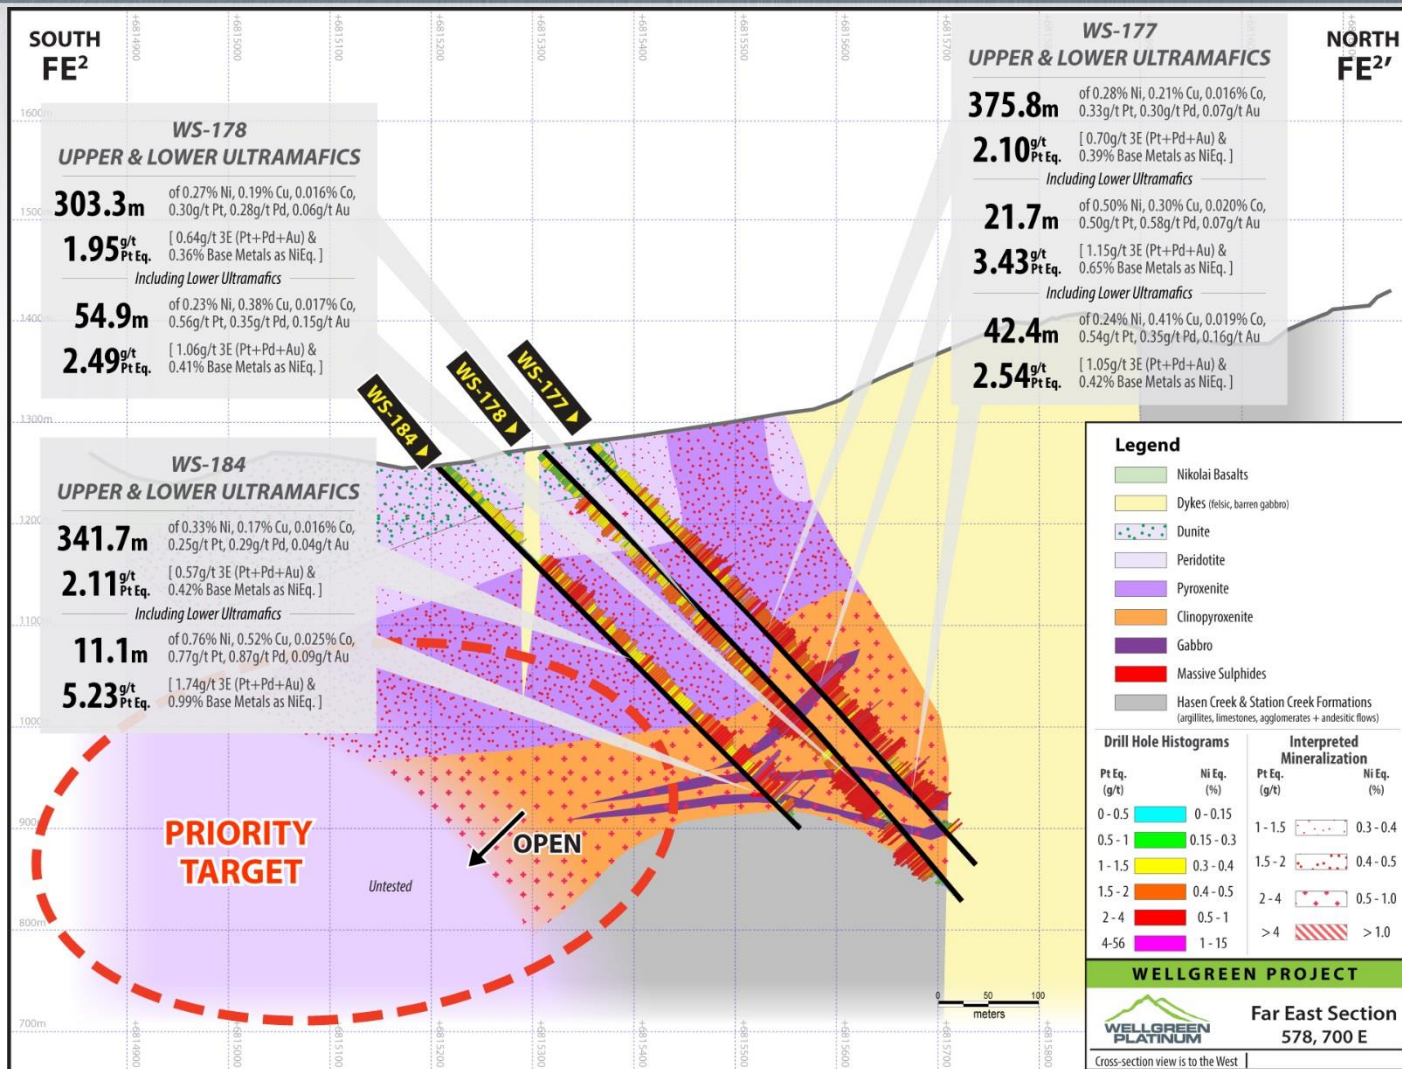 SOUTH
FE²
NORTH
FE²′
+6814900
+6815000
+6815100
+6815200
+6815300
+6815400
+6815500
+6815600
+6815700
+6815800
1600m
1500m
1400m
1300m
1200m
1100m
1000m
900m
800m
700m
WS-178
UPPER & LOWER ULTRAMAFICS
303.3m of 0.27% Ni, 0.19% Cu, 0.016% Co,
0.30g/t Pt, 0.28g/t Pd, 0.06g/t Au
1.95 g/t Pt Eq. [ 0.64g/t 3E (Pt+Pd+Au) &
0.36% Base Metals as NiEq. ]
Including Lower Ultramafics
54.9m of 0.23% Ni, 0.38% Cu, 0.017% Co,
0.56g/t Pt, 0.35g/t Pd, 0.15g/t Au
2.49 g/t Pt Eq. [ 1.06g/t 3E (Pt+Pd+Au) &
0.41% Base Metals as NiEq. ]
WS-184
UPPER & LOWER ULTRAMAFICS
341.7m of 0.33% Ni, 0.17% Cu, 0.016% Co,
0.25g/t Pt, 0.29g/t Pd, 0.04g/t Au
2.11 g/t Pt Eq. [ 0.57g/t 3E (Pt+Pd+Au) &
0.42% Base Metals as NiEq. ]
Including Lower Ultramafics
11.1m of 0.76% Ni, 0.52% Cu, 0.025% Co,
0.77g/t Pt, 0.87g/t Pd, 0.09g/t Au
5.23 g/t Pt Eq. [ 1.74g/t 3E (Pt+Pd+Au) &
0.99% Base Metals as NiEq. ]
WS-177
UPPER & LOWER ULTRAMAFICS
375.8m of 0.28% Ni, 0.21% Cu, 0.016% Co,
0.33g/t Pt, 0.30g/t Pd, 0.07g/t Au
2.10 g/t Pt Eq. [ 0.70g/t 3E (Pt+Pd+Au) &
0.39% Base Metals as NiEq. ]
Including Lower Ultramafics
21.7m of 0.50% Ni, 0.30% Cu, 0.020% Co,
0.50g/t Pt, 0.58g/t Pd, 0.07g/t Au
3.43 g/t Pt Eq. [ 1.15g/t 3E (Pt+Pd+Au) &
0.65% Base Metals as NiEq. ]
Including Lower Ultramafics
42.4m of 0.24% Ni, 0.41% Cu, 0.019% Co,
0.54g/t Pt, 0.35g/t Pd, 0.16g/t Au
2.54 g/t Pt Eq. [ 1.05g/t 3E (Pt+Pd+Au) &
0.42% Base Metals as NiEq. ]
WS-184
WS-178
WS-177
PRIORITY
TARGET
OPEN
Untested
0 50 100
meters
Legend
Nikolai Basalts
Dykes (felsic, barren gabbro)
Dunite
Peridotite
Pyroxenite
Clinopyroxenite
Gabbro
Massive Sulphides
Hasen Creek & Station Creek Formations
(argillites, limestones, agglomerates + andesitic flows)
Drill Hole Histograms
Pt Eq. Ni Eq.
(g/t) (%)
0 - 0.5 0 - 0.15
0.5 - 1 0.15 - 0.3
1 - 1.5 0.3 - 0.4
1.5 - 2 0.4 - 0.5
2 - 4 0.5 - 1
4-56 1 - 15
Interpreted
Mineralization
Pt Eq. Ni Eq.
(g/t) (%)
1 - 1.5 0.3 - 0.4
1.5 - 2 0.4 - 0.5
2 - 4 0.5 - 1.0
> 4 > 1.0
WELLGREEN PROJECT
WELLGREEN
PLATINUM
Far East Section
578, 700 E
Cross-section view is to the West